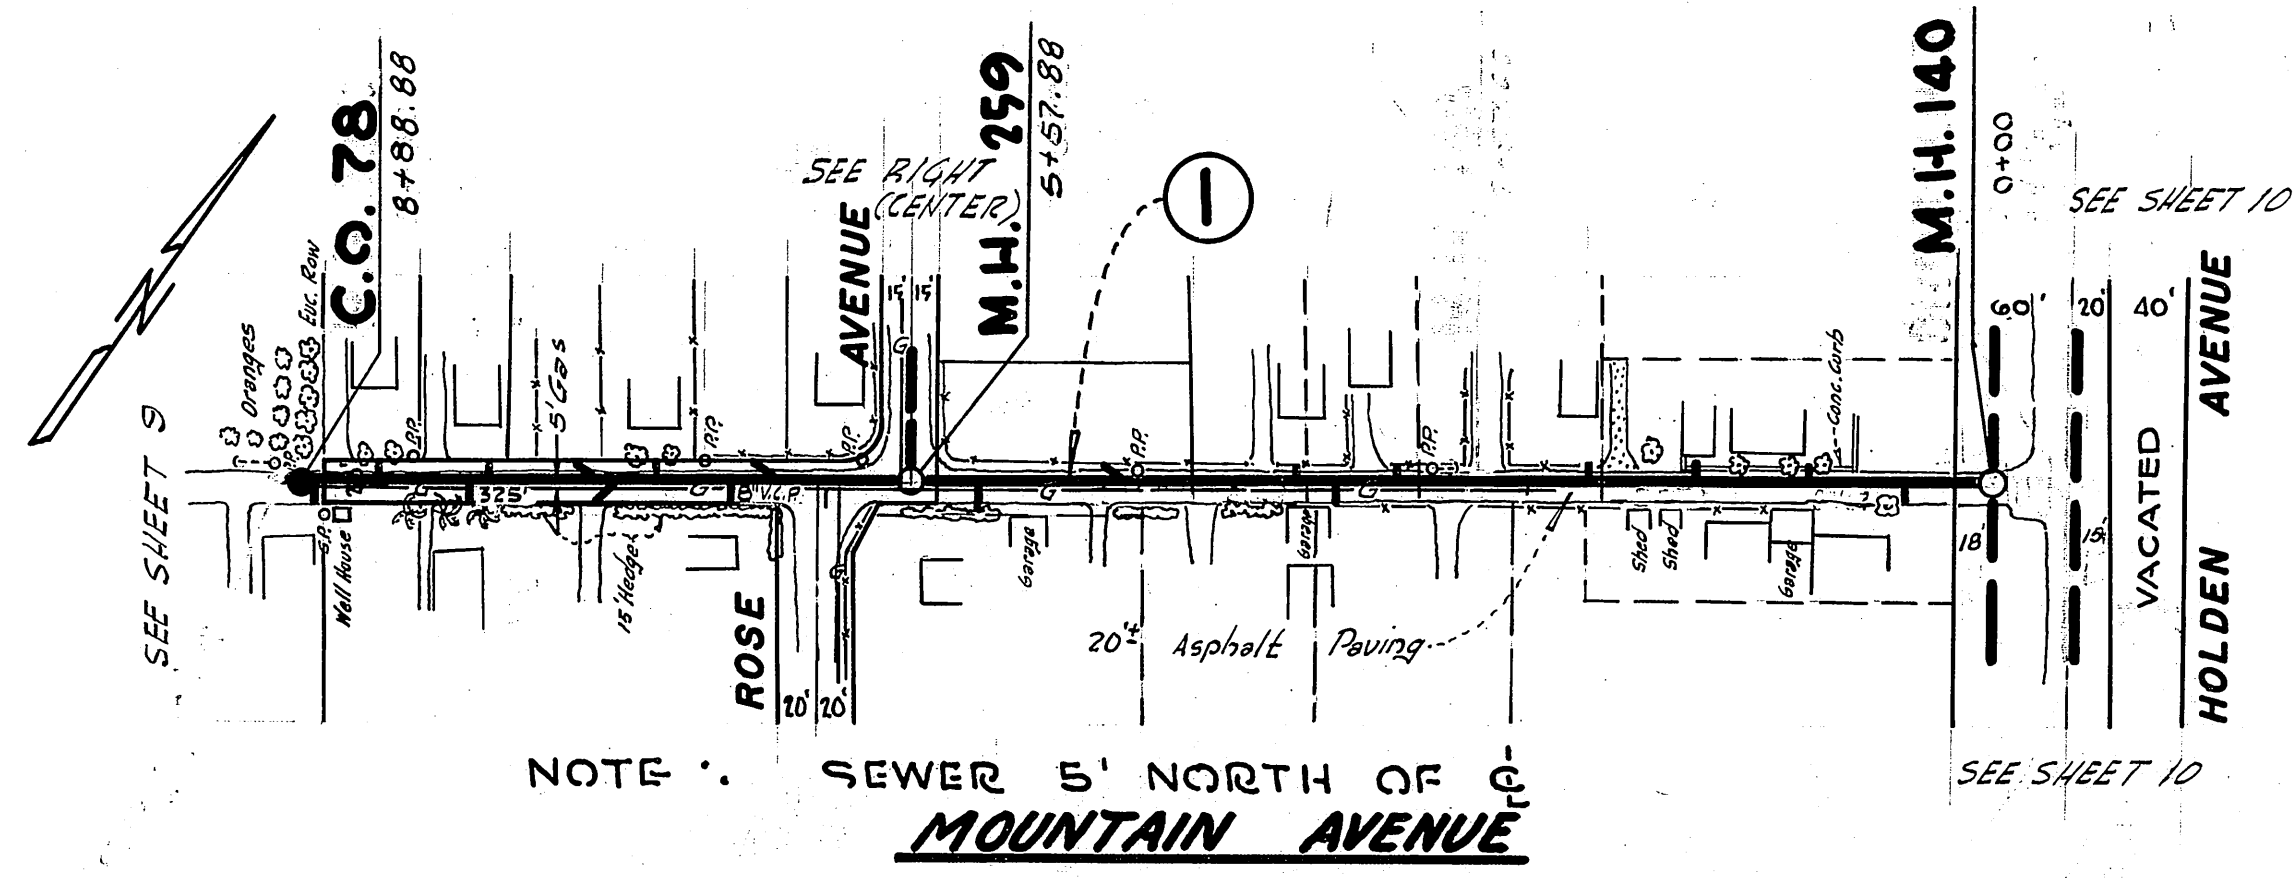 C.O. 78
8+88.88
M.H. 259
5+57.88
M.H. 140
0+00
SEE RIGHT
(CENTER)
SEE SHEET 10
AVENUE
15' 15'
60'
20'
40'
AVENUE
Oranges
Euc. Row
5' Gas
P.P.
P.P.
P.P.
P.P.
P.P.
Conc. Curb
G
SEE SHEET 9
N
G
325'
G
8" V.C.P.
G
G
S.P.
Well House
15' Hedge
G
Garage
Garage
Shed
Shed
Garage
18'
15'
VACATED
HOLDEN
ROSE
20' 20'
20'± Asphalt Paving
NOTE: SEWER 5' NORTH OF ℄
SEE SHEET 10
MOUNTAIN AVENUE